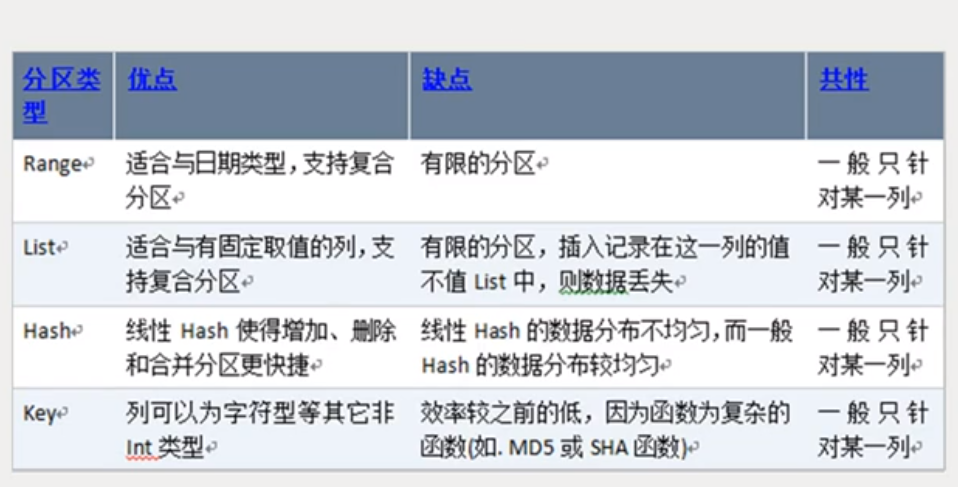 分区类
型
优点
缺点
共性
Range
适合与日期类型，支持复合
分区
有限的分区
一般只针
对某一列
List
适合与有固定取值的列，支
持复合分区
有限的分区，插入记录在这一列的值
不值 List 中，则数据丢失
一般只针
对某一列
Hash
线性 Hash 使得增加、删除
和合并分区更快捷
线性 Hash 的数据分布不均匀，而一般
Hash 的数据分布较均匀
一般只针
对某一列
Key
列可以为字符型等其它非
Int 类型
效率较之前的低，因为函数为复杂的
函数(如. MD5 或 SHA 函数)
一般只针
对某一列